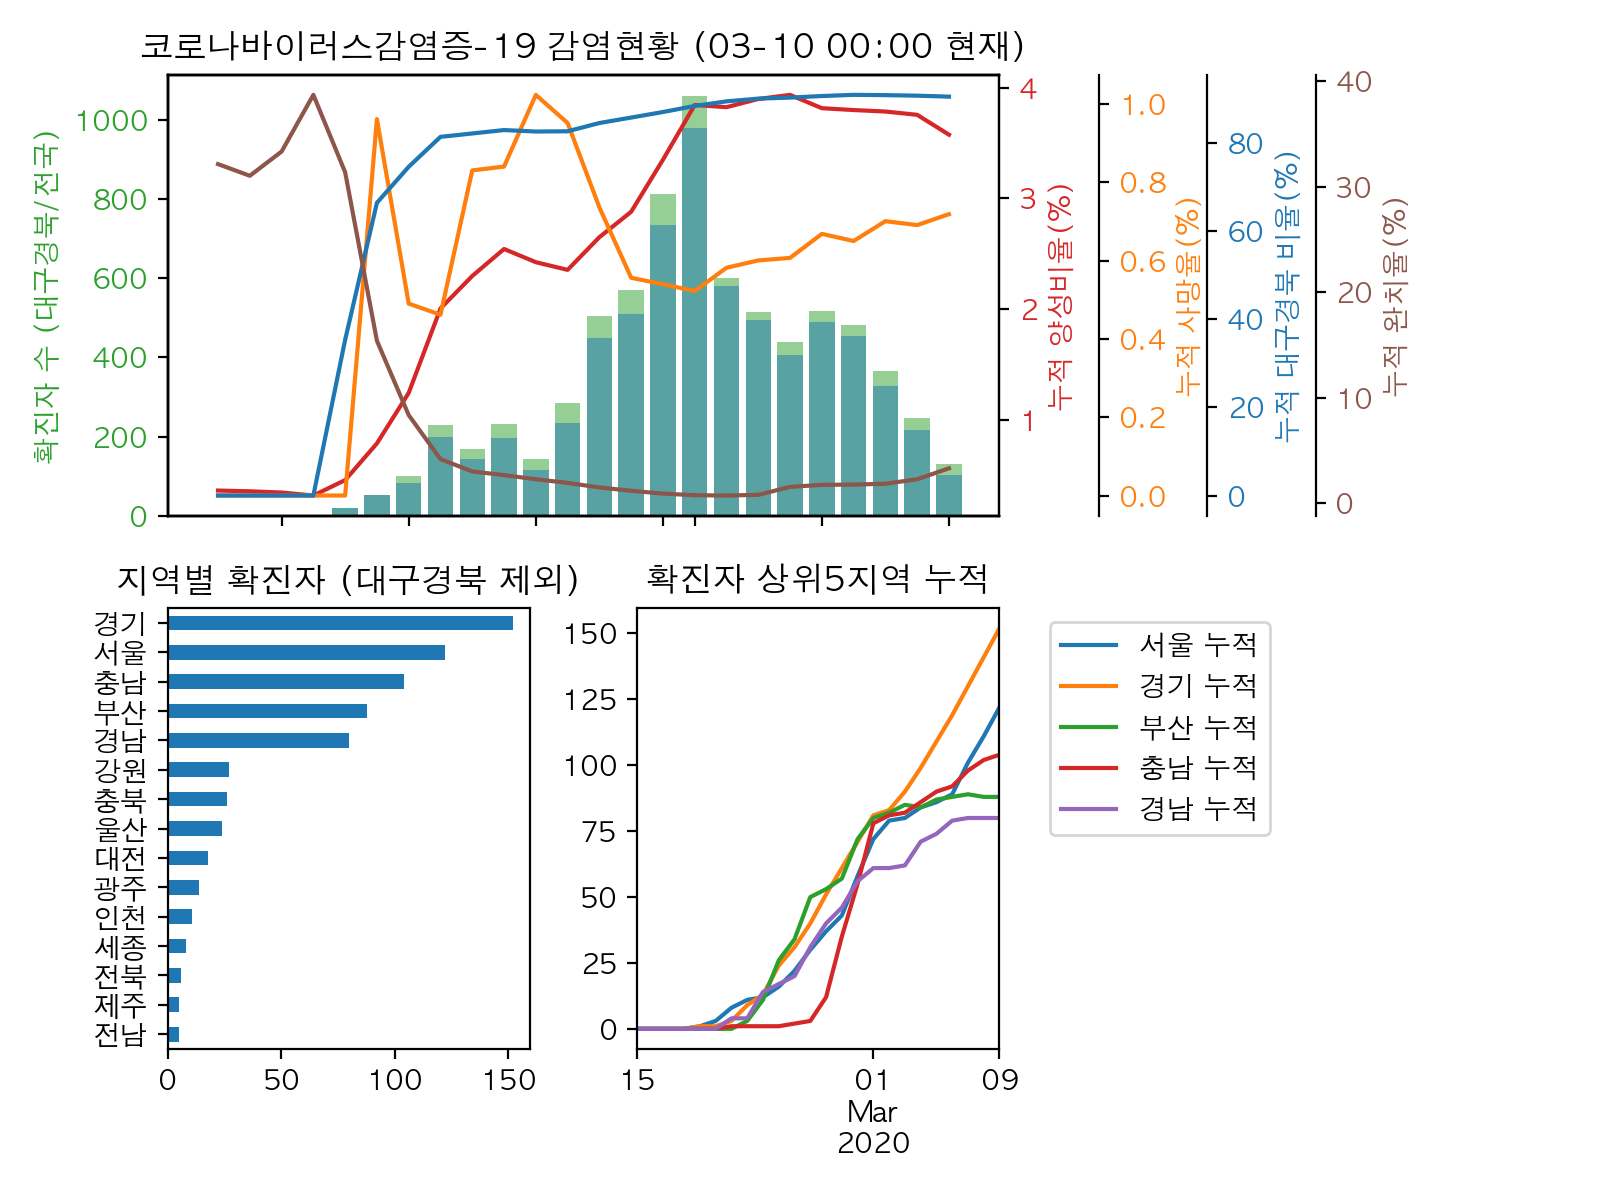 코로나바이러스감염증-19 감염현황 (03-10 00:00 현재)
확진자 수 (대구경북/전국)
1000
800
600
400
200
0
4
3
2
1
누적 양성비율(%)
1.0
0.8
0.6
0.4
0.2
0.0
누적 사망율(%)
80
60
40
20
0
누적 대구경북 비율(%)
40
30
20
10
0
누적 완치율(%)
지역별 확진자 (대구경북 제외)
경기
서울
충남
부산
경남
강원
충북
울산
대전
광주
인천
세종
전북
제주
전남
0 50 100 150
확진자 상위5지역 누적
150
125
100
75
50
25
0
15 01 09
Mar
2020
서울 누적
경기 누적
부산 누적
충남 누적
경남 누적